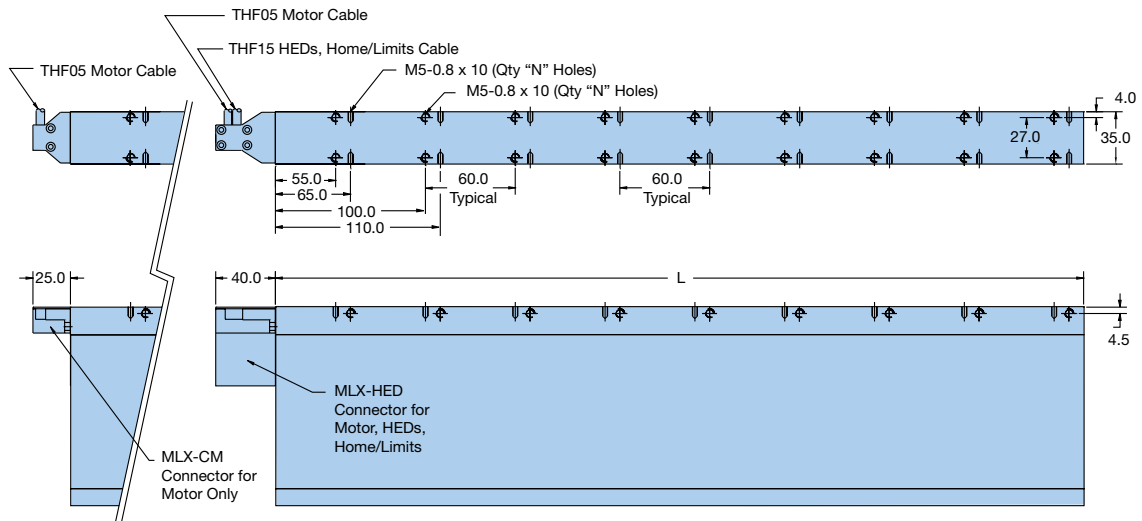 THF05 Motor Cable
THF15 HEDs, Home/Limits Cable
THF05 Motor Cable
M5-0.8 x 10 (Qty “N” Holes)
M5-0.8 x 10 (Qty “N” Holes)
4.0
27.0
35.0
55.0
60.0
Typical
60.0
Typical
65.0
100.0
110.0
25.0
40.0
L
4.5
MLX-HED
Connector for
Motor, HEDs,
Home/Limits
MLX-CM
Connector for
Motor Only